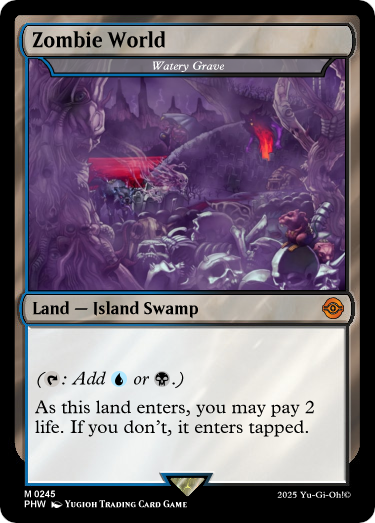 Zombie World
Watery Grave
Land — Island Swamp
(: Add or .)
As this land enters, you may pay 2
life. If you don't, it enters tapped.
M 0245
PHW Yugioh Trading Card Game
2025 Yu-Gi-Oh!©